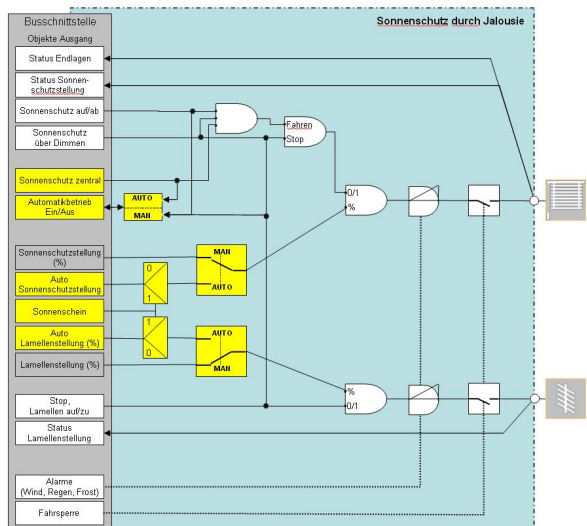 Busschnittstelle
Sonnenschutz durch Jalousie
Objekte Ausgang
Status Endlagen
Status Sonnen-
schutzstellung
Sonnenschutz auf/ab
Sonnenschutz
über Dimmen
Fahren
Stop
Sonnenschutz zentral
Automatikbetrieb
Ein/Aus
AUTO
MAN
0/1
%
Sonnenschutzstellung
(%)
Auto
Sonnenschutzstellung
Sonnenschein
Auto
Lamellenstellung (%)
Lamellenstellung (%)
0
1
1
0
MAN
AUTO
AUTO
MAN
%
0/1
Stop,
Lamellen auf/zu
Status
Lamellenstellung
Alarme
(Wind, Regen, Frost)
Fahrsperre